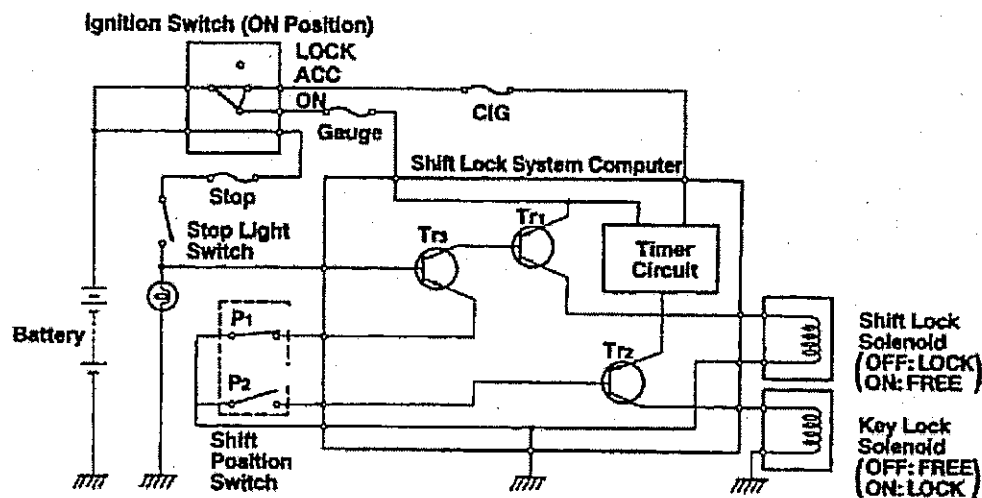 Ignition Switch (ON Position)
LOCK
ACC
ON
Gauge
CIG
Shift Lock System Computer
Stop
Stop Light
Switch
Tr3
Tr1
Timer
Circuit
Battery
P1
P2
Tr2
Shift
Position
Switch
Shift Lock
Solenoid
(OFF: LOCK
ON: FREE)
Key Lock
Solenoid
(OFF: FREE
ON: LOCK)